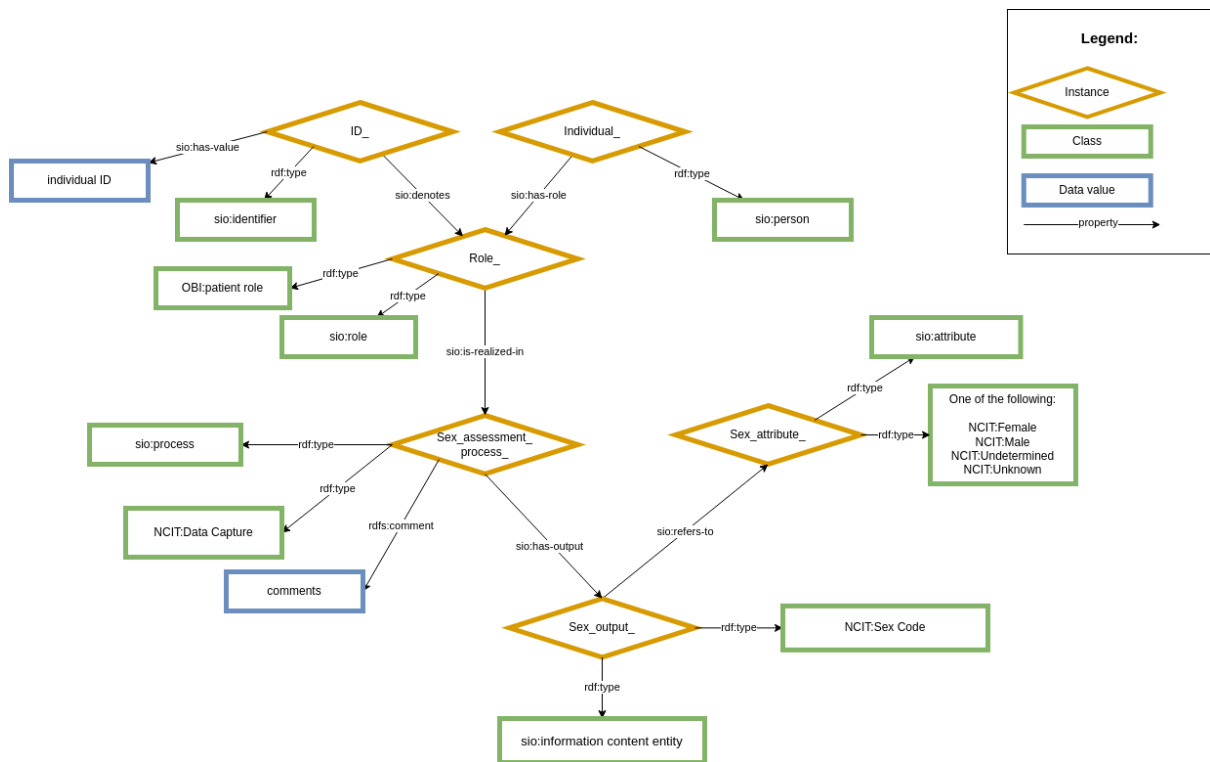 Legend:
Instance
Class
Data value
property
ID_
Individual_
sio:has-value
rdf:type
rdf:type
individual ID
sio:denotes
sio:has-role
sio:identifier
sio:person
Role_
rdf:type
OBI:patient role
rdf:type
sio:role
sio:is-realized-in
sio:attribute
rdf:type
One of the following:
NCIT:Female
NCIT:Male
NCIT:Undetermined
NCIT:Unknown
Sex_attribute_
rdf:type
sio:process
rdf:type
Sex_assessment_
process_
rdf:type
NCIT:Data Capture
rdfs:comment
sio:has-output
sio:refers-to
comments
Sex_output_
rdf:type
NCIT:Sex Code
rdf:type
sio:information content entity